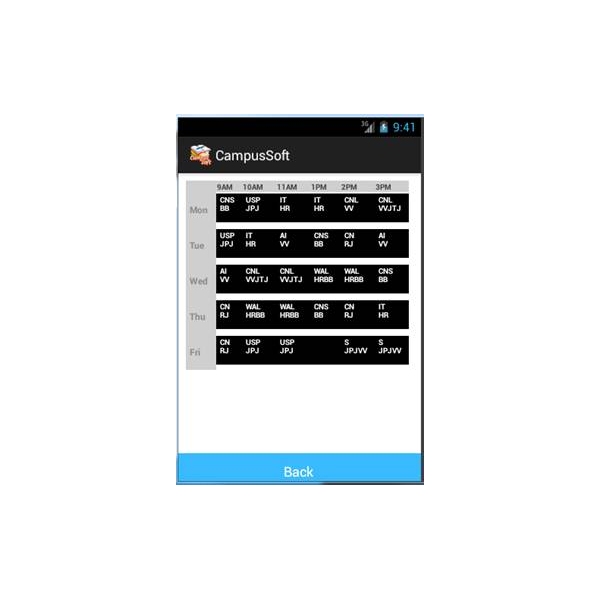 3G 9:41
CampusSoft
9AM 10AM 11AM 1PM 2PM 3PM
Mon
CNS USP IT IT CNL CNL
BB JPJ HR HR VV VVJTJ
Tue
USP IT AI CNS CN AI
JPJ HR VV BB RJ VV
Wed
AI CNL CNL WAL WAL CNS
VV VVJTJ VVJTJ HRBB HRBB BB
Thu
CN WAL WAL CNS CN IT
RJ HRBB HRBB BB RJ HR
Fri
CN USP USP S S
RJ JPJ JPJ JPJVV JPJVV
Back